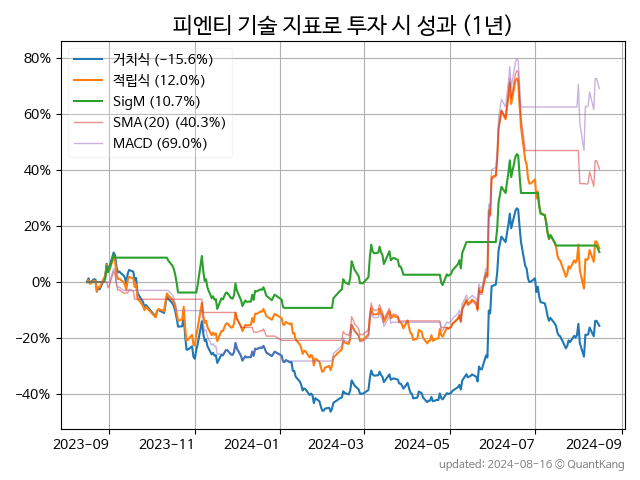 피엔티 기술 지표로 투자 시 성과 (1년)
거치식 (-15.6%)
적립식 (12.0%)
SigM (10.7%)
SMA(20) (40.3%)
MACD (69.0%)
80%
60%
40%
20%
0%
−20%
−40%
2023-09 2023-11 2024-01 2024-03 2024-05 2024-07 2024-09
updated: 2024-08-16 © QuantKang